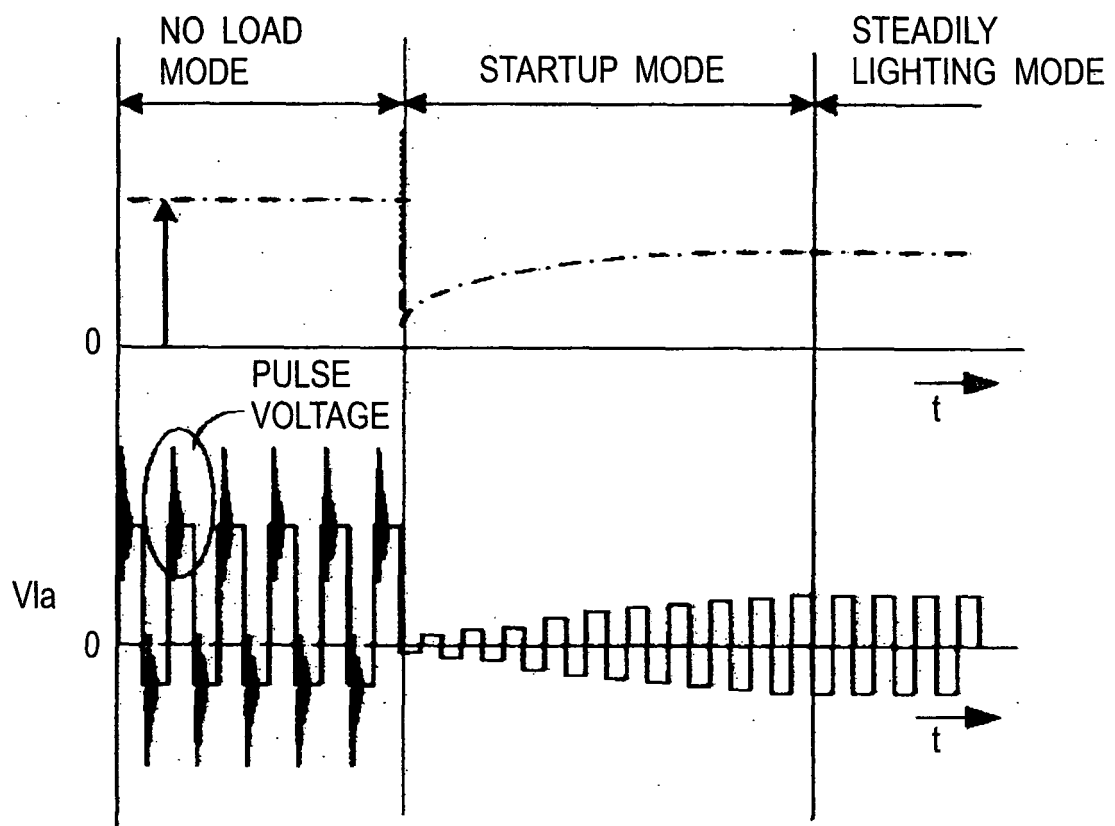 NO LOAD
MODE
STARTUP MODE
STEADILY
LIGHTING MODE
0
t
PULSE
VOLTAGE
Vla
0
t